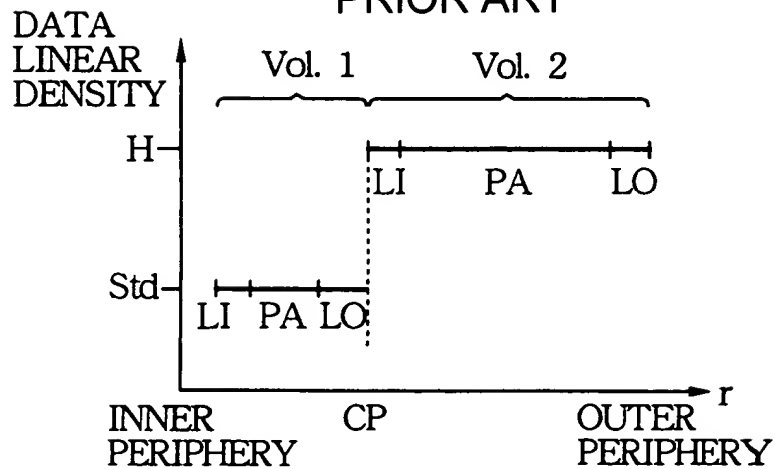 PRIOR ART
DATA
LINEAR
DENSITY
Vol. 1
Vol. 2
H
LI
PA
LO
Std
LI
PA
LO
r
INNER
PERIPHERY
CP
OUTER
PERIPHERY